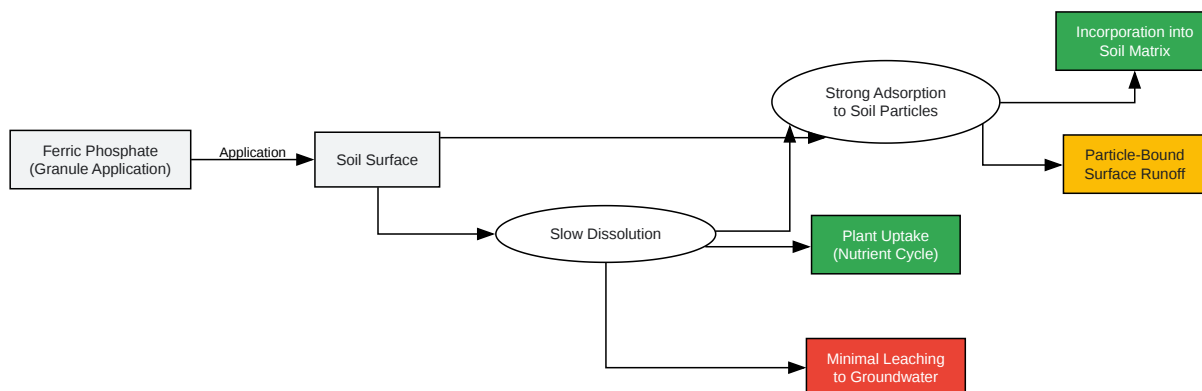 Incorporation into
Soil Matrix
Strong Adsorption
to Soil Particles
Ferric Phosphate
(Granule Application)
Application
Soil Surface
Particle-Bound
Surface Runoff
Slow Dissolution
Plant Uptake
(Nutrient Cycle)
Minimal Leaching
to Groundwater